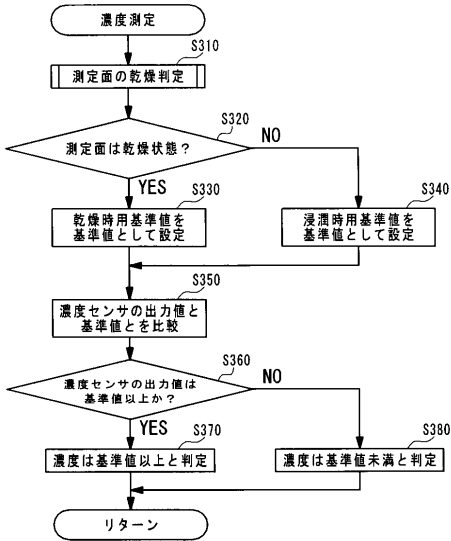 濃度測定
S310
測定面の乾燥判定
S320
測定面は乾燥状態？
NO
YES
S330
乾燥時用基準値を
基準値として設定
S340
浸潤時用基準値を
基準値として設定
S350
濃度センサの出力値と
基準値とを比較
S360
濃度センサの出力値は
基準値以上か？
NO
YES
S370
濃度は基準値以上と判定
S380
濃度は基準値未満と判定
リターン